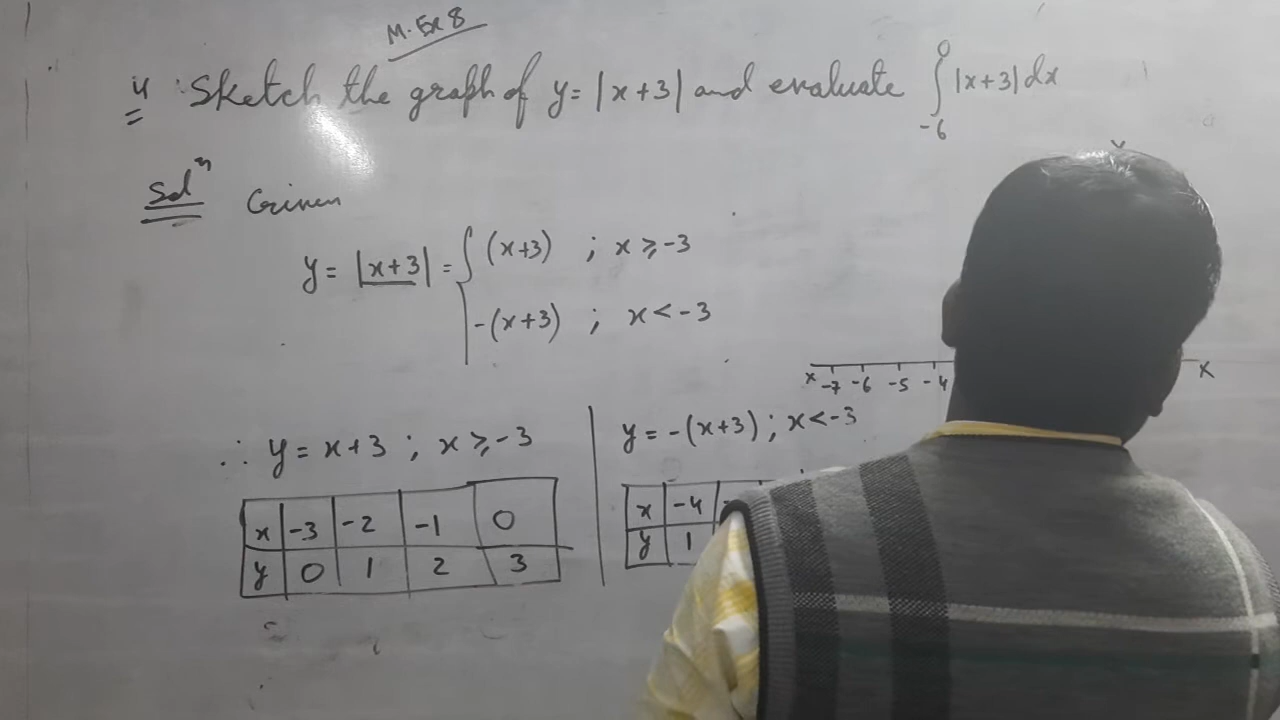 M. Ex 8
4 Sketch the graph of y = |x+3| and evaluate ∫₋₆⁰ |x+3| dx
Solⁿ Given
y = |x+3| = { (x+3) ; x ≥ -3
-(x+3) ; x < -3
x -7 -6 -5 -4 X
∴ y = x+3 ; x ≥ -3
x -3 -2 -1 0
y 0 1 2 3
y = -(x+3) ; x < -3
x -4
y 1